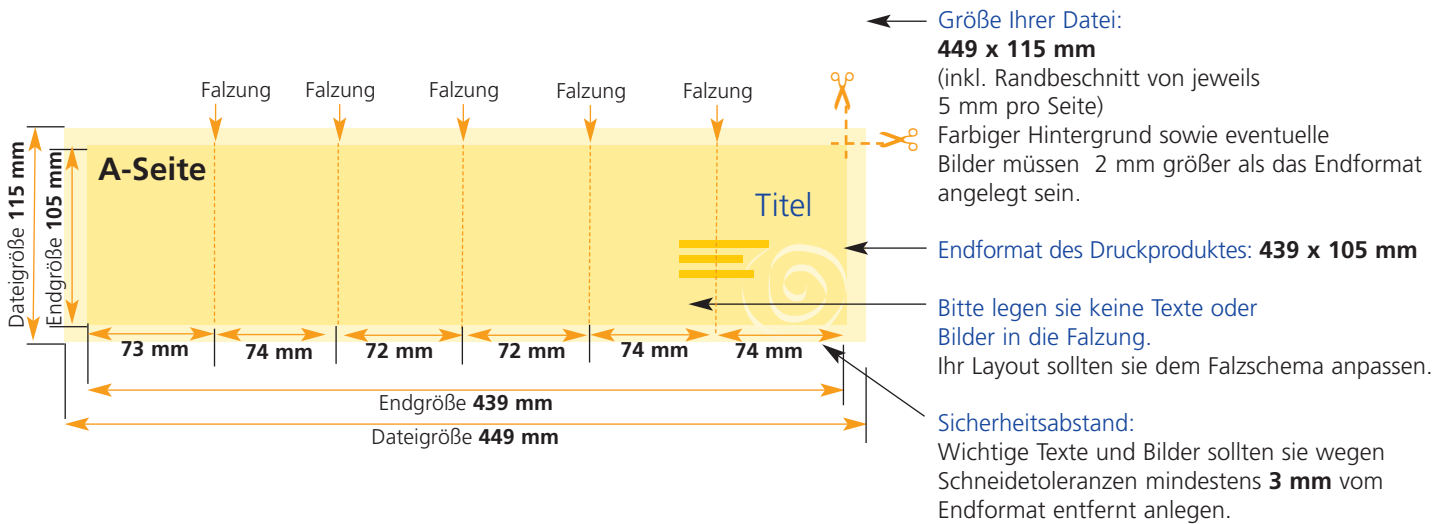 Größe Ihrer Datei:
449 x 115 mm
(inkl. Randbeschnitt von jeweils
5 mm pro Seite)
Farbiger Hintergrund sowie eventuelle
Bilder müssen 2 mm größer als das Endformat
angelegt sein.
Falzung Falzung Falzung Falzung Falzung
Dateigröße 115 mm
Endgröße 105 mm
A-Seite
Titel
Endformat des Druckproduktes: 439 x 105 mm
Bitte legen sie keine Texte oder
Bilder in die Falzung.
Ihr Layout sollten sie dem Falzschema anpassen.
73 mm 74 mm 72 mm 72 mm 74 mm 74 mm
Endgröße 439 mm
Dateigröße 449 mm
Sicherheitsabstand:
Wichtige Texte und Bilder sollten sie wegen
Schneidetoleranzen mindestens 3 mm vom
Endformat entfernt anlegen.